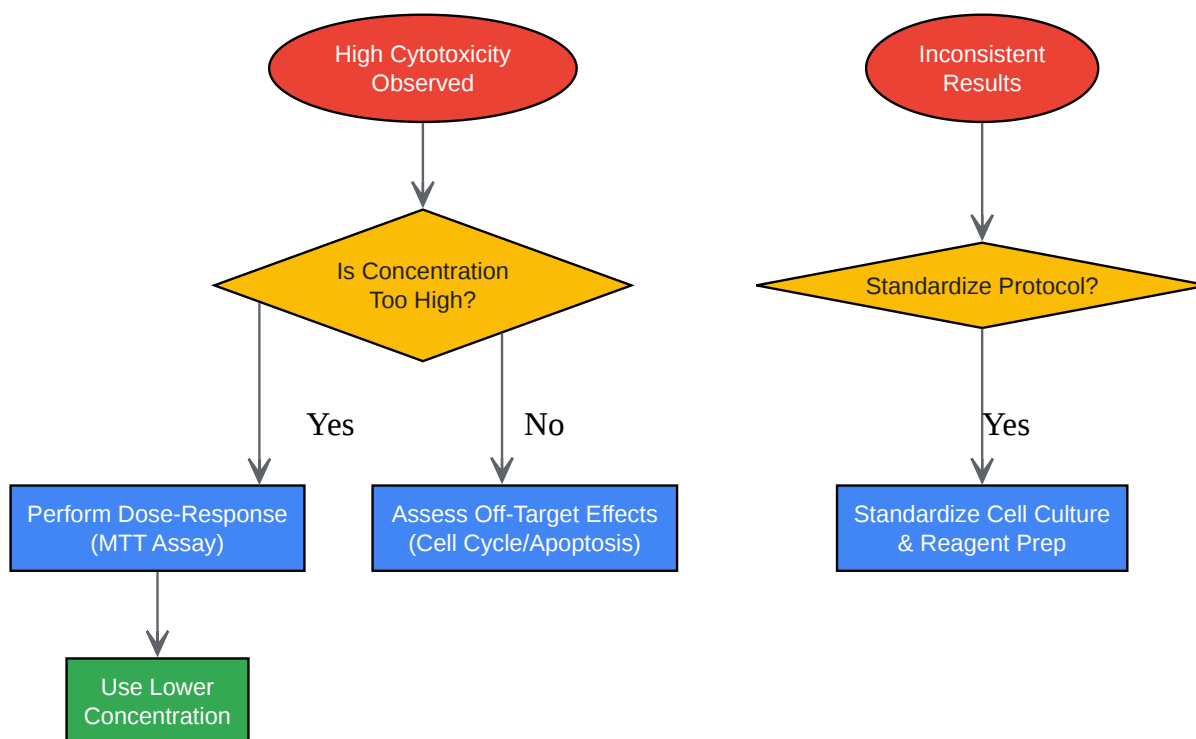 High Cytotoxicity
Observed
Inconsistent
Results
Is Concentration
Too High?
Standardize Protocol?
Yes
No
Yes
Perform Dose-Response
(MTT Assay)
Assess Off-Target Effects
(Cell Cycle/Apoptosis)
Standardize Cell Culture
& Reagent Prep
Use Lower
Concentration